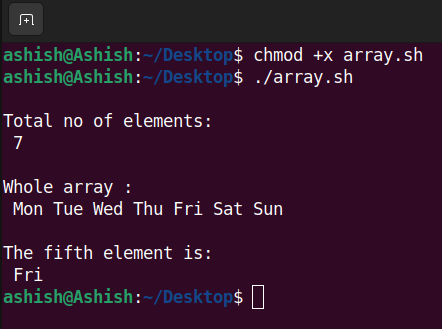 ashish@Ashish:~/Desktop$ chmod +x array.sh
ashish@Ashish:~/Desktop$ ./array.sh
Total no of elements:
7
Whole array :
Mon Tue Wed Thu Fri Sat Sun
The fifth element is:
Fri
ashish@Ashish:~/Desktop$